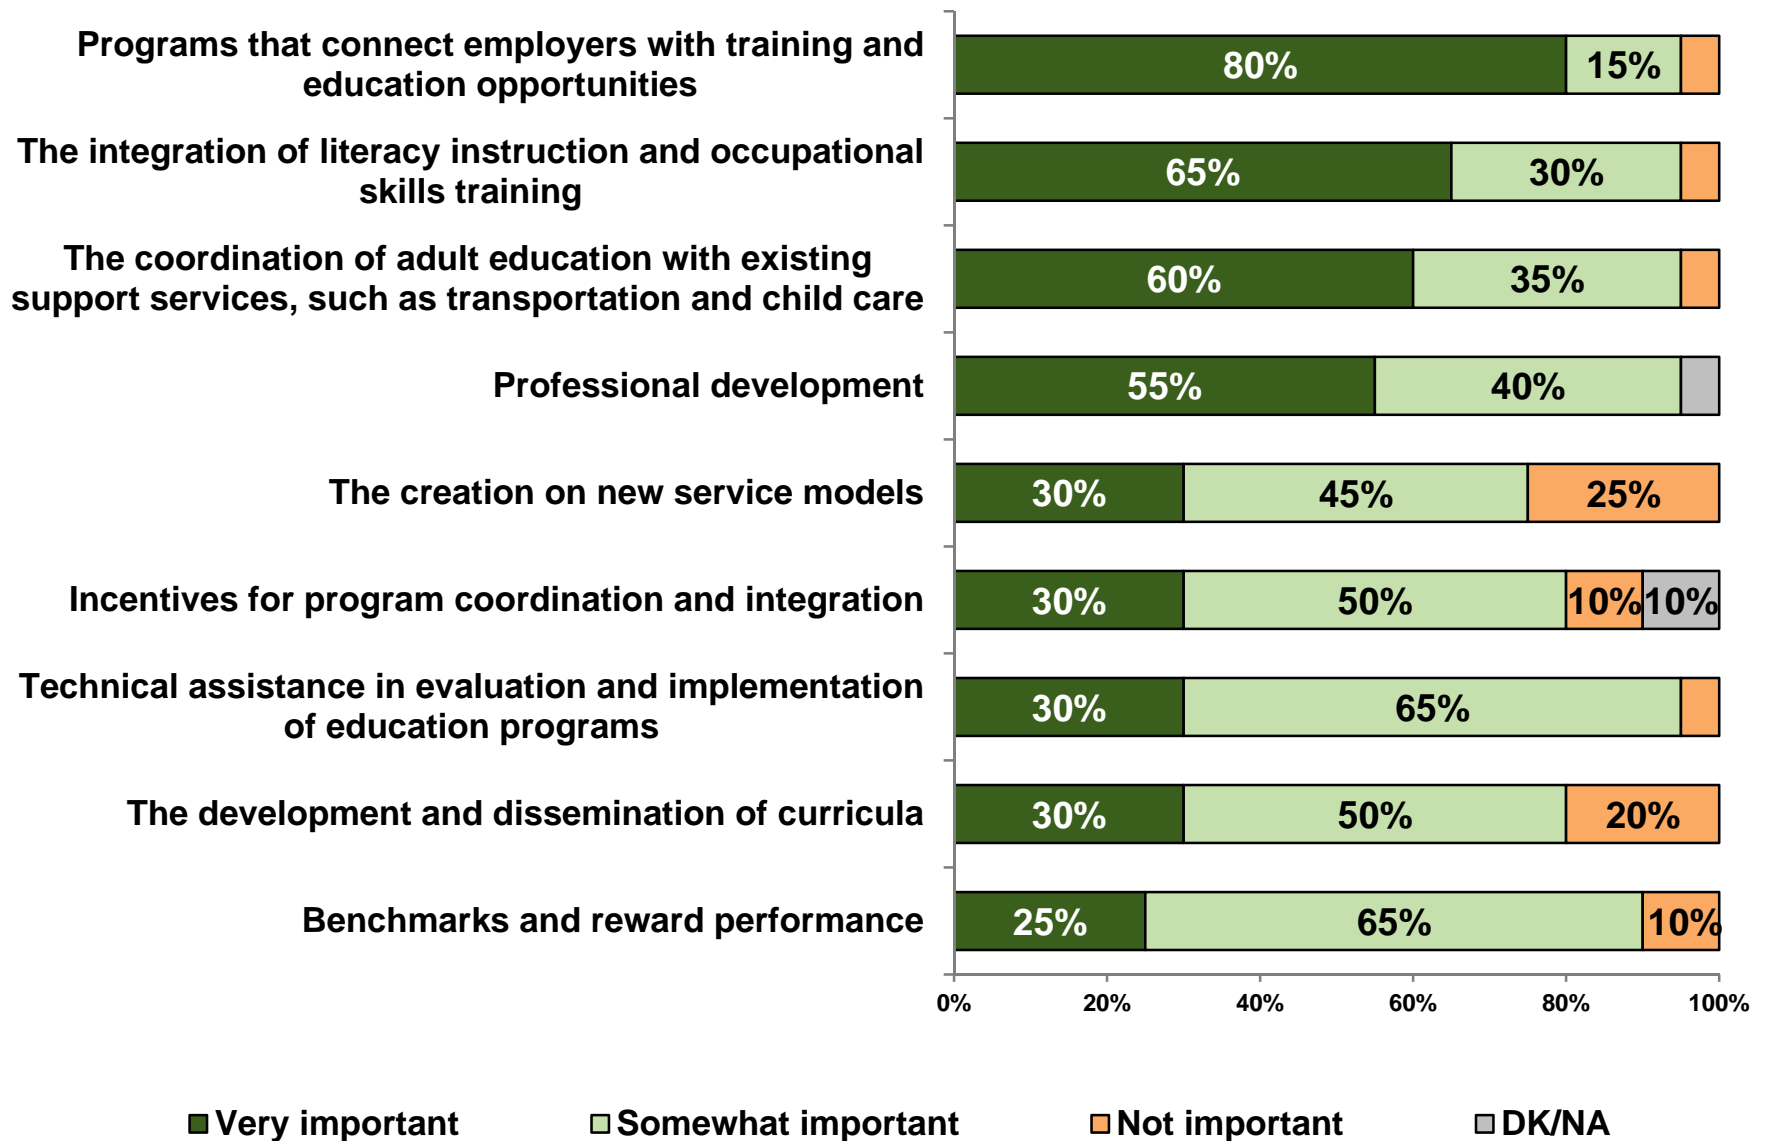 Programs that connect employers with training and
education opportunities
80% 15%
The integration of literacy instruction and occupational
skills training
65% 30%
The coordination of adult education with existing
support services, such as transportation and child care
60% 35%
Professional development
55% 40%
The creation on new service models
30% 45% 25%
Incentives for program coordination and integration
30% 50% 10% 10%
Technical assistance in evaluation and implementation
of education programs
30% 65%
The development and dissemination of curricula
30% 50% 20%
Benchmarks and reward performance
25% 65% 10%
0% 20% 40% 60% 80% 100%
Very important Somewhat important Not important DK/NA